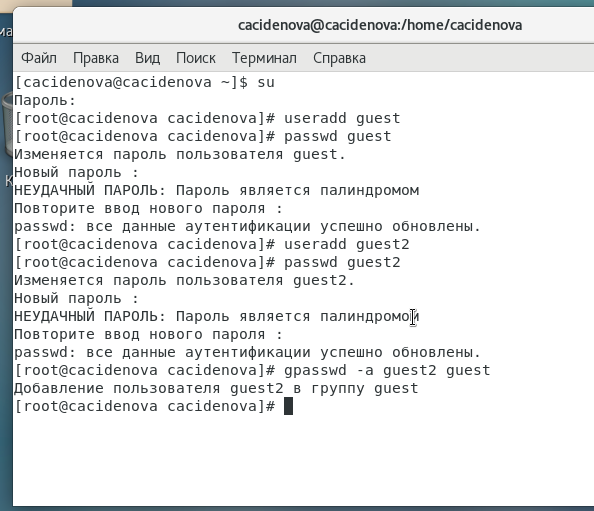 cacidenova@cacidenova:/home/cacidenova
Файл Правка Вид Поиск Терминал Справка
[cacidenova@cacidenova ~]$ su
Пароль:
[root@cacidenova cacidenova]# useradd guest
[root@cacidenova cacidenova]# passwd guest
Изменяется пароль пользователя guest.
Новый пароль :
НЕУДАЧНЫЙ ПАРОЛЬ: Пароль является палиндромом
Повторите ввод нового пароля :
passwd: все данные аутентификации успешно обновлены.
[root@cacidenova cacidenova]# useradd guest2
[root@cacidenova cacidenova]# passwd guest2
Изменяется пароль пользователя guest2.
Новый пароль :
НЕУДАЧНЫЙ ПАРОЛЬ: Пароль является палиндромом
Повторите ввод нового пароля :
passwd: все данные аутентификации успешно обновлены.
[root@cacidenova cacidenova]# gpasswd -a guest2 guest
Добавление пользователя guest2 в группу guest
[root@cacidenova cacidenova]#